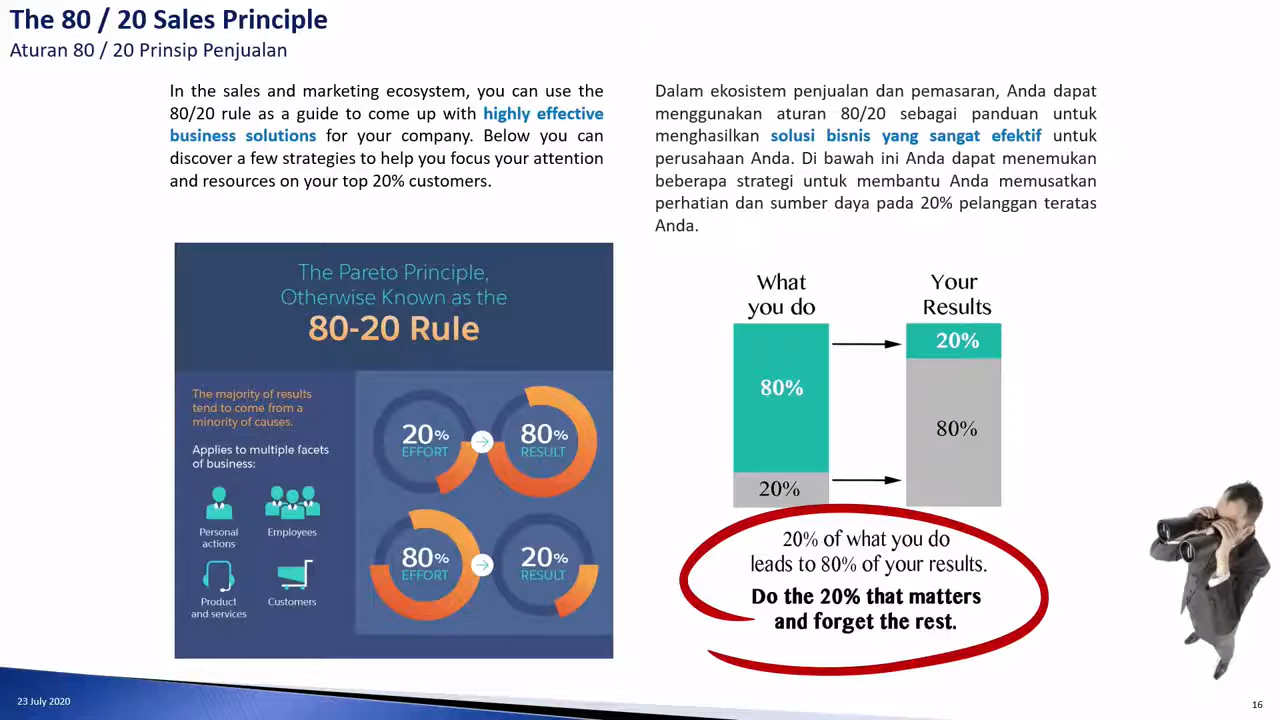 The 80 / 20 Sales Principle
Aturan 80 / 20 Prinsip Penjualan
In the sales and marketing ecosystem, you can use the
80/20 rule as a guide to come up with highly effective
business solutions for your company. Below you can
discover a few strategies to help you focus your attention
and resources on your top 20% customers.
Dalam ekosistem penjualan dan pemasaran, Anda dapat
menggunakan aturan 80/20 sebagai panduan untuk
menghasilkan solusi bisnis yang sangat efektif untuk
perusahaan Anda. Di bawah ini Anda dapat menemukan
beberapa strategi untuk membantu Anda memusatkan
perhatian dan sumber daya pada 20% pelanggan teratas
Anda.
The Pareto Principle,
Otherwise Known as the
80-20 Rule
The majority of results
tend to come from a
minority of causes.
Applies to multiple facets
of business:
Personal
actions
Employees
Product
and services
Customers
20%
EFFORT
80%
RESULT
80%
EFFORT
20%
RESULT
What
you do
Your
Results
80%
20%
20%
80%
20% of what you do
leads to 80% of your results.
Do the 20% that matters
and forget the rest.
23 July 2020
16